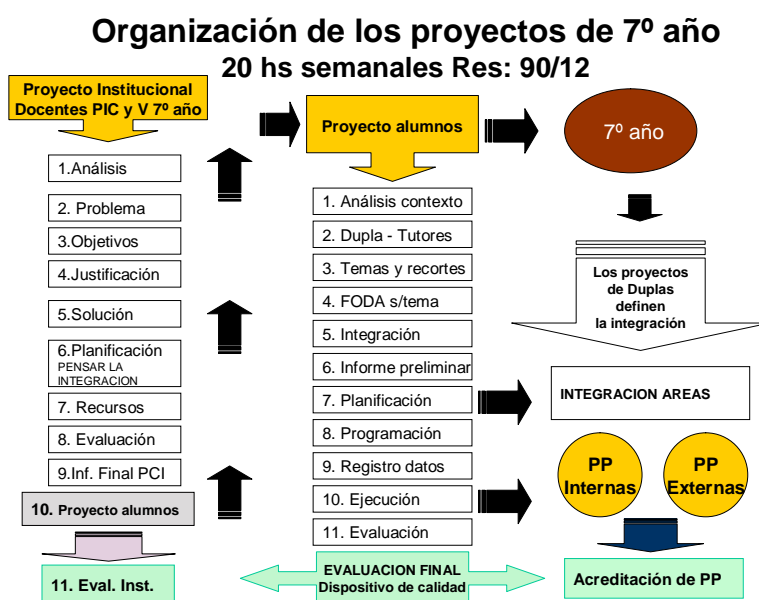 Organización de los proyectos de 7º año
20 hs semanales Res: 90/12
Proyecto Institucional
Docentes PIC y V 7º año
1.Análisis
2. Problema
3.Objetivos
4.Justificación
5.Solución
6.Planificación
PENSAR LA
INTEGRACION
7. Recursos
8. Evaluación
9.Inf. Final PCI
10. Proyecto alumnos
11. Eval. Inst.
Proyecto alumnos
1. Análisis contexto
2. Dupla - Tutores
3. Temas y recortes
4. FODA s/tema
5. Integración
6. Informe preliminar
7. Planificación
8. Programación
9. Registro datos
10. Ejecución
11. Evaluación
EVALUACION FINAL
Dispositivo de calidad
7º año
Los proyectos
de Duplas
definen
la integración
INTEGRACION AREAS
PP
Internas
PP
Externas
Acreditación de PP